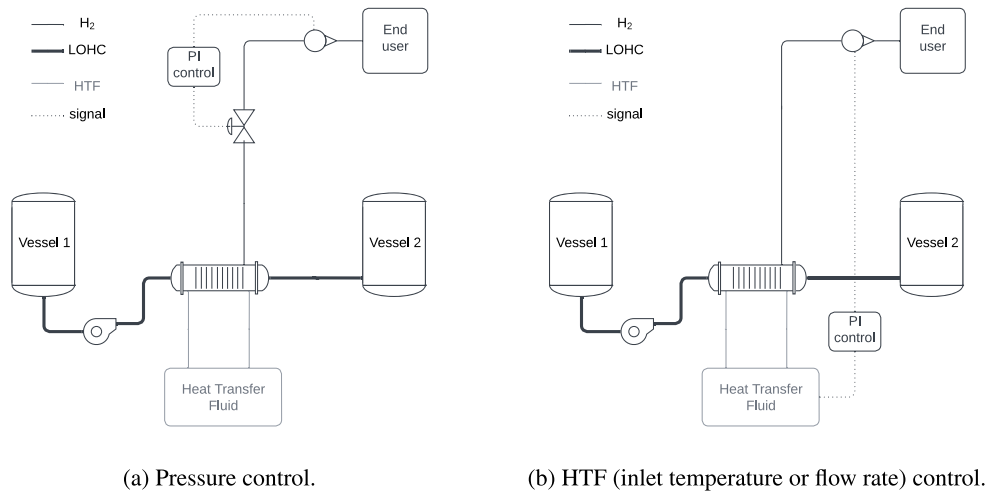 H₂
LOHC
HTF
signal
PI
control
End
user
Vessel 1
Vessel 2
Heat Transfer
Fluid
(a) Pressure control.
H₂
LOHC
HTF
signal
End
user
Vessel 1
Vessel 2
PI
control
Heat Transfer
Fluid
(b) HTF (inlet temperature or flow rate) control.